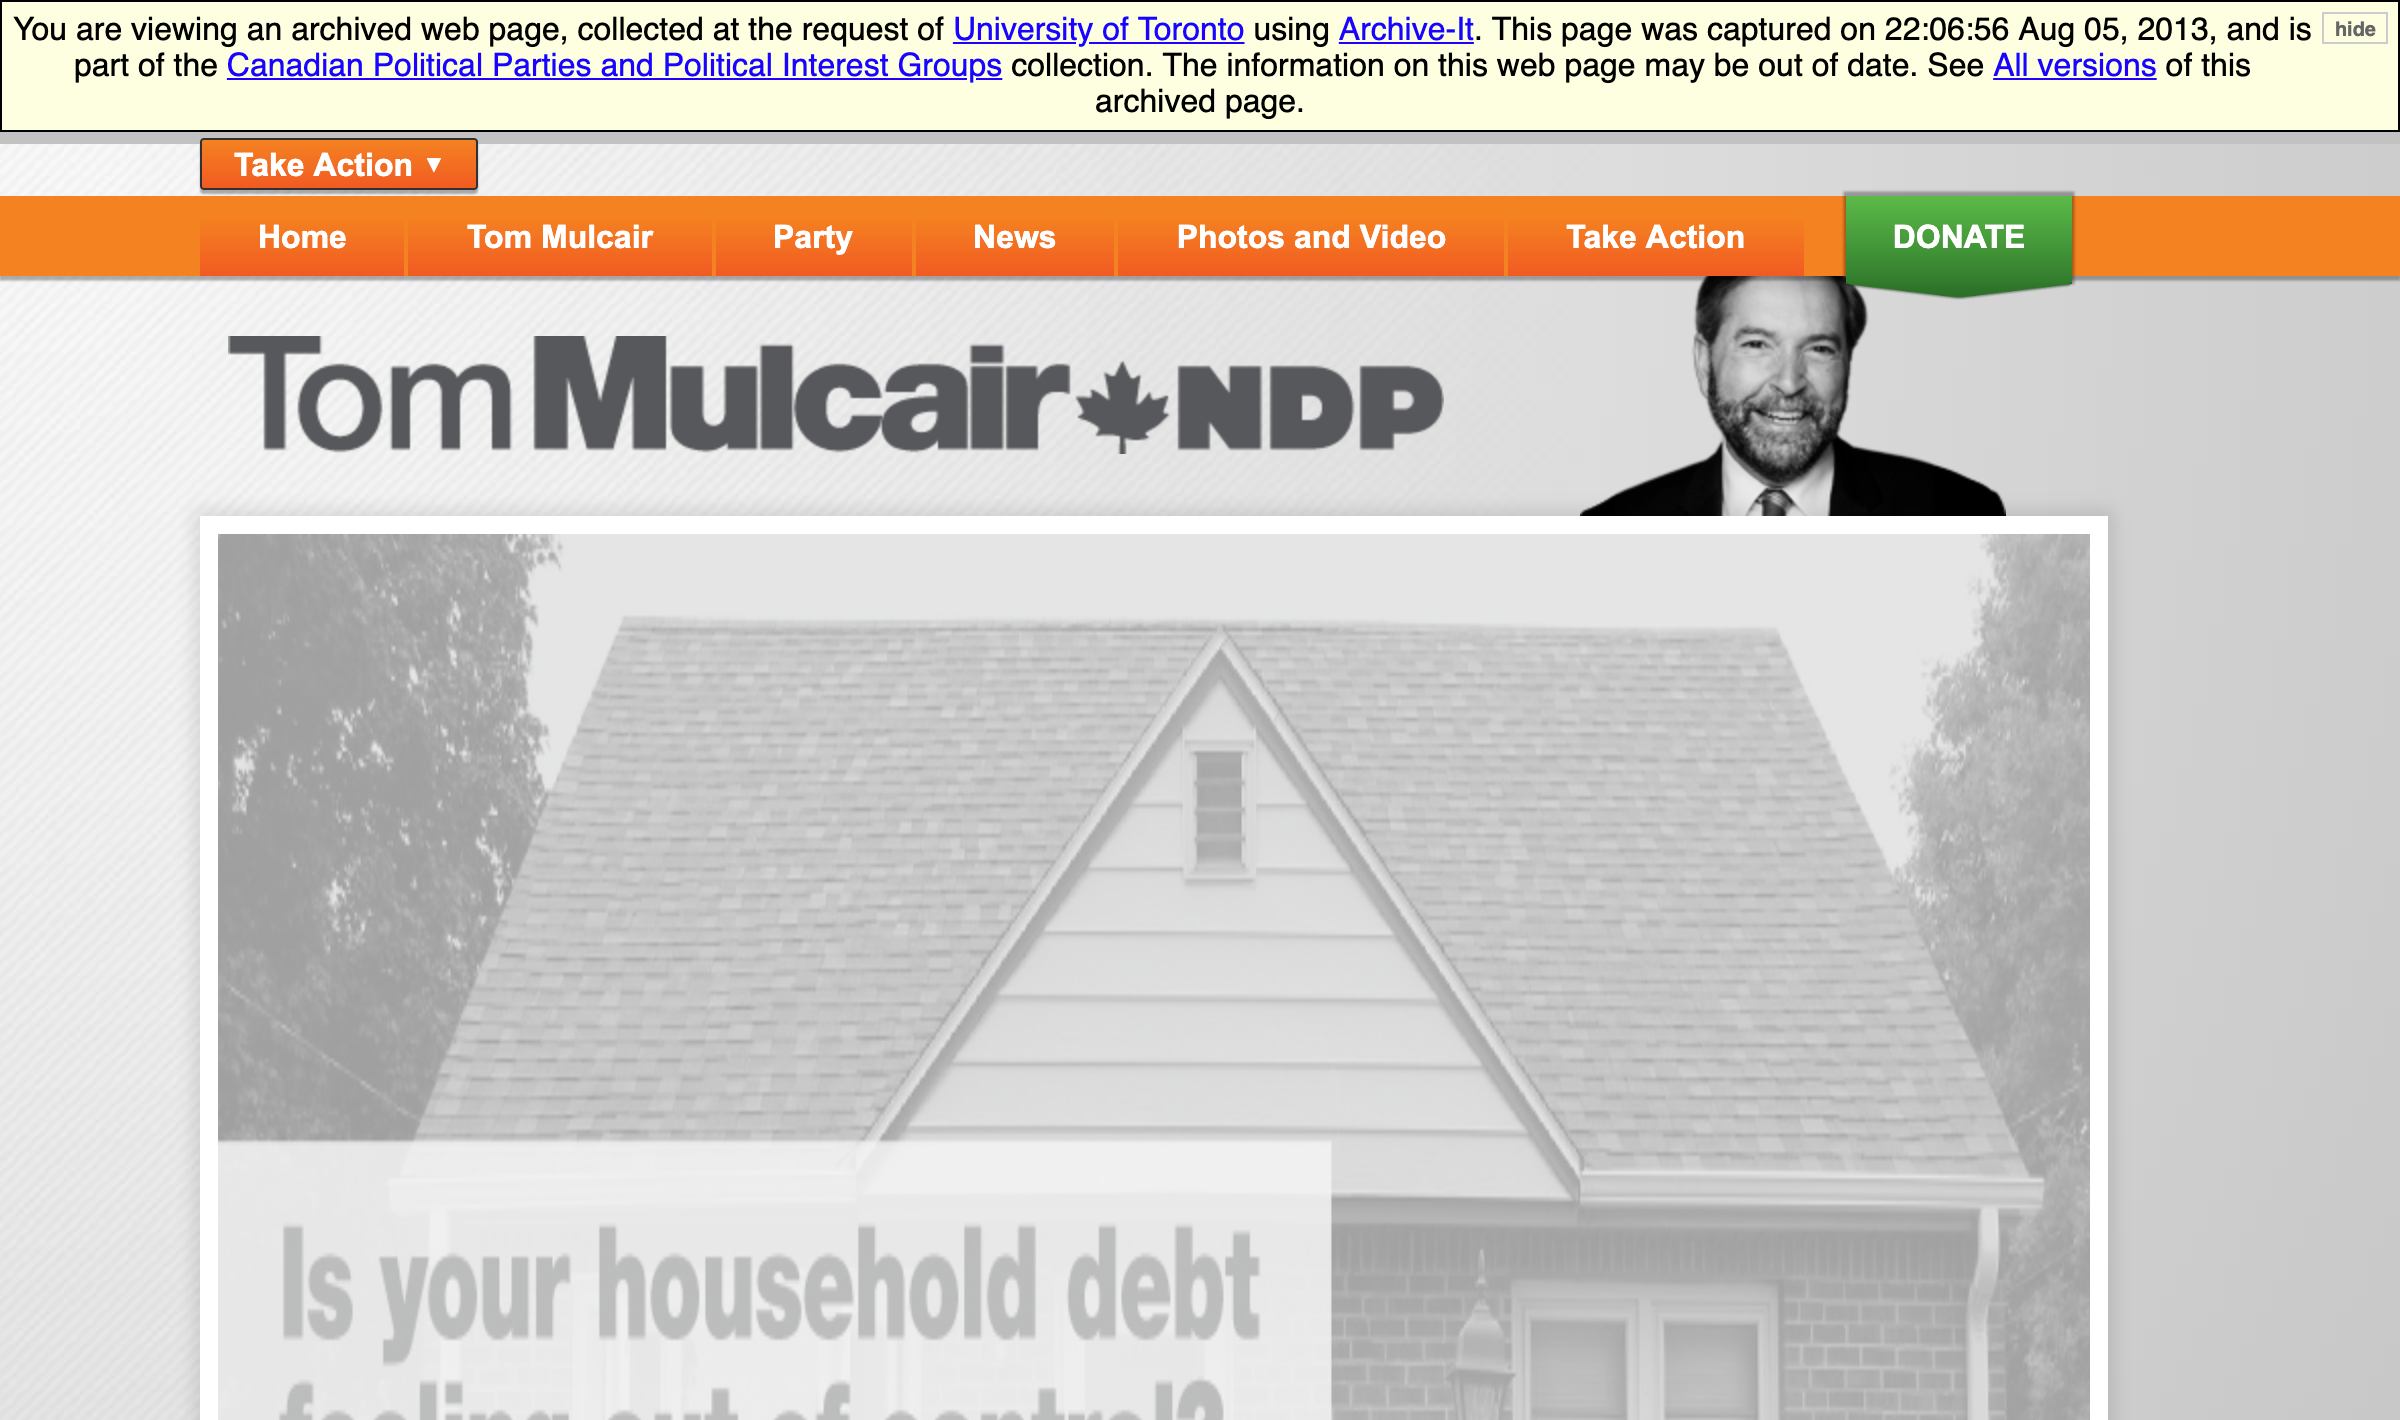 You are viewing an archived web page, collected at the request of University of Toronto using Archive-It. This page was captured on 22:06:56 Aug 05, 2013, and is
hide
part of the Canadian Political Parties and Political Interest Groups collection. The information on this web page may be out of date. See All versions of this
archived page.
Take Action ▼
Home Tom Mulcair Party News Photos and Video Take Action DONATE
Tom Mulcair NDP
Is your household debt
feeling out of control?